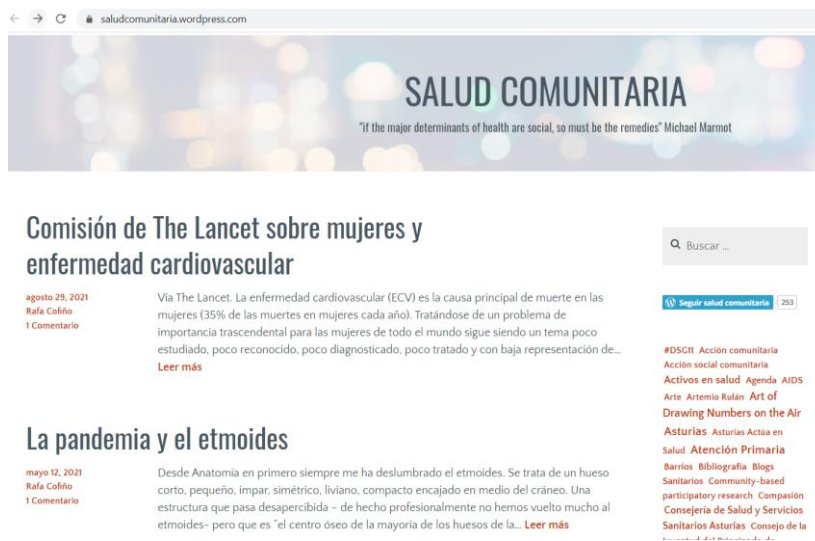 saludcomunitaria.wordpress.com
SALUD COMUNITARIA
"if the major determinants of health are social, so must be the remedies" Michael Marmot
Comisión de The Lancet sobre mujeres y
enfermedad cardiovascular
agosto 29, 2021
Rafa Cofiño
1 Comentario
Vía The Lancet. La enfermedad cardiovascular (ECV) es la causa principal de muerte en las
mujeres (35% de las muertes en mujeres cada año). Tratándose de un problema de
importancia trascendental para las mujeres de todo el mundo sigue siendo un tema poco
estudiado, poco reconocido, poco diagnosticado, poco tratado y con baja representación de...
Leer más
La pandemia y el etmoides
mayo 12, 2021
Rafa Cofiño
1 Comentario
Desde Anatomía en primero siempre me ha deslumbrado el etmoides. Se trata de un hueso
corto, pequeño, impar, simétrico, liviano, compacto encajado en medio del cráneo. Una
estructura que pasa desapercibida – de hecho profesionalmente no hemos vuelto mucho al
etmoides- pero que es "el centro óseo de la mayoría de los huesos de la... Leer más
Buscar ...
Seguir salud comunitaria 253
#DSG11 Acción comunitaria
Acción social comunitaria
Activos en salud Agenda AIDS
Arte Artemio Rulán Art of
Drawing Numbers on the Air
Asturias Asturias Actúa en
Salud Atención Primaria
Barrios Bibliografía Blogs
Sanitarios Community-based
participatory research Compasión
Consejería de Salud y Servicios
Sanitarios Asturias Consejo de la
Juventud del Principado de